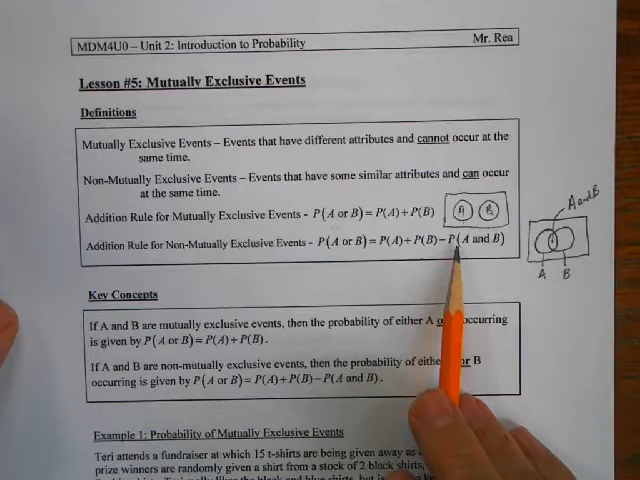 MDM4U0 – Unit 2: Introduction to Probability Mr. Rea
Lesson #5: Mutually Exclusive Events
Definitions
Mutually Exclusive Events – Events that have different attributes and cannot occur at the
same time.
Non-Mutually Exclusive Events – Events that have some similar attributes and can occur
at the same time.
Addition Rule for Mutually Exclusive Events - P(A or B) = P(A) + P(B)
A B
Addition Rule for Non-Mutually Exclusive Events - P(A or B) = P(A) + P(B) − P(A and B)
A and B
A B
Key Concepts
If A and B are mutually exclusive events, then the probability of either A occurring
is given by P(A or B) = P(A) + P(B).
If A and B are non-mutually exclusive events, then the probability of or B
occurring is given by P(A or B) = P(A) + P(B) − P(A and B).
Example 1: Probability of Mutually Exclusive Events
Teri attends a fundraiser at which 15 t-shirts are being given away as
prize winners are randomly given a shirt from a stock of 2 black shirts,